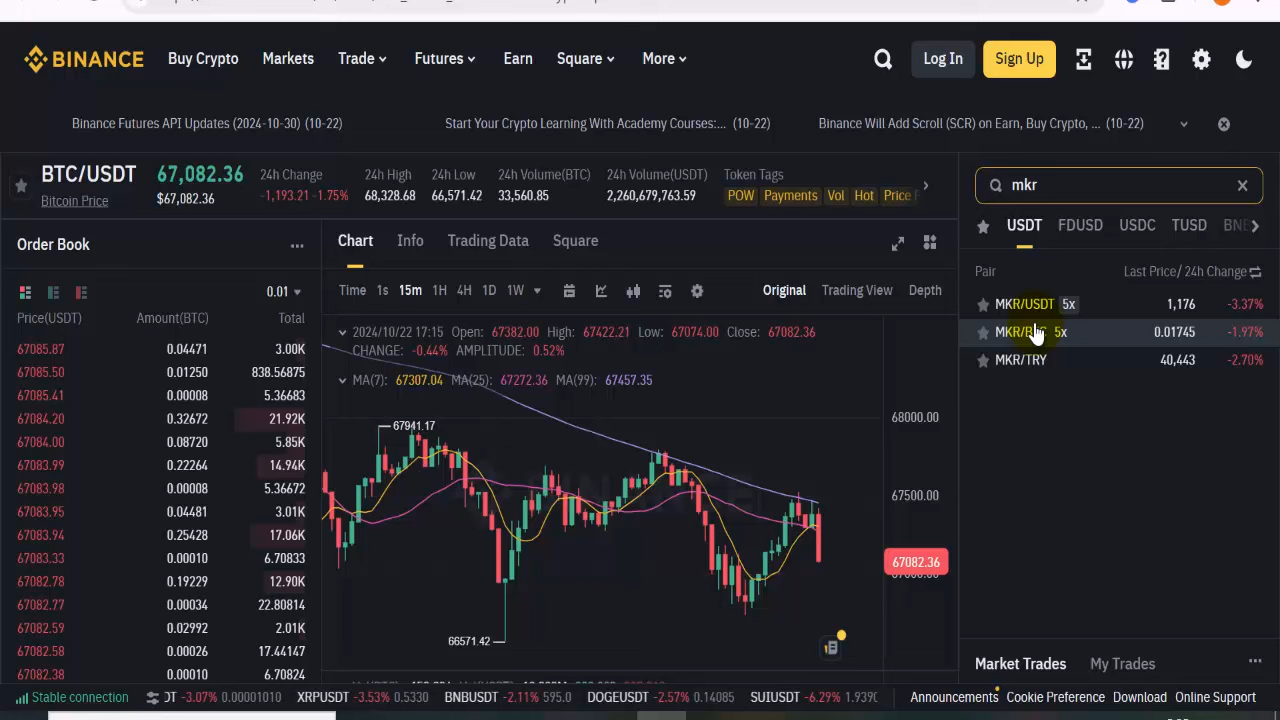 BINANCE Buy Crypto Markets Trade Futures Earn Square More Log In Sign Up
Binance Futures API Updates (2024-10-30) (10-22) Start Your Crypto Learning With Academy Courses:... (10-22) Binance Will Add Scroll (SCR) on Earn, Buy Crypto, ... (10-22)
BTC/USDT
Bitcoin Price
67,082.36
$67,082.36
24h Change
-1,193.21 -1.75%
24h High
68,328.68
24h Low
66,571.42
24h Volume(BTC)
33,560.85
24h Volume(USDT)
2,260,679,763.59
Token Tags
POW Payments Vol Hot Price
mkr
USDT FDUSD USDC TUSD BNB
Pair Last Price/ 24h Change
MKR/USDT 5x 1,176 -3.37%
MKR/BTC 5x 0.01745 -1.97%
MKR/TRY 40,443 -2.70%
Order Book
0.01
Price(USDT) Amount(BTC) Total
67085.87 0.04471 3.00K
67085.50 0.01250 838.56875
67085.41 0.00008 5.36683
67084.20 0.32672 21.92K
67084.00 0.08720 5.85K
67083.99 0.22264 14.94K
67083.98 0.00008 5.36672
67083.95 0.04481 3.01K
67083.94 0.25428 17.06K
67083.33 0.00010 6.70833
67082.78 0.19229 12.90K
67082.77 0.00034 22.80814
67082.59 0.02992 2.01K
67082.58 0.00026 17.44147
67082.38 0.00010 6.70824
Chart Info Trading Data Square
Time 1s 15m 1H 4H 1D 1W Original Trading View Depth
2024/10/22 17:15 Open: 67382.00 High: 67422.21 Low: 67074.00 Close: 67082.36
CHANGE: -0.44% AMPLITUDE: 0.52%
MA(7): 67307.04 MA(25): 67272.36 MA(99): 67457.35
68000.00
67941.17
67500.00
67082.36
66571.42
Market Trades My Trades
Stable connection -3.07% 0.00001010 XRPUSDT -3.53% 0.5330 BNBUSDT -2.11% 595.0 DOGEUSDT -2.57% 0.14085 SUIUSDT -6.29% Announcements Cookie Preference Download Online Support